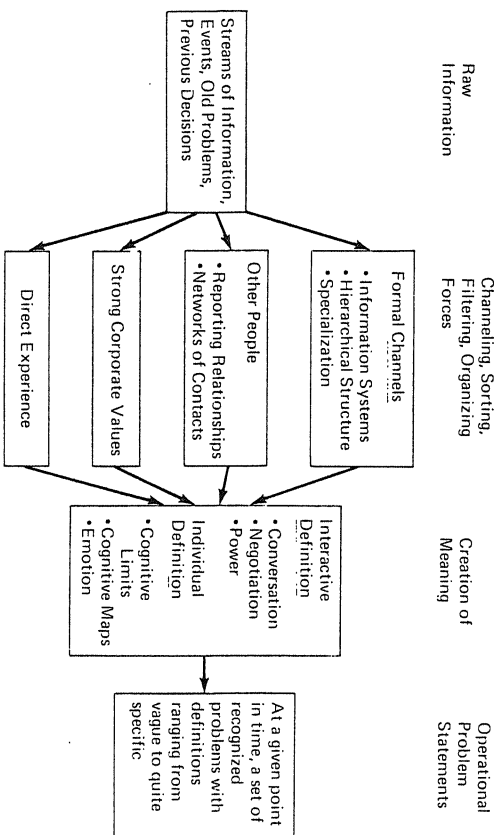 Raw
Information
Channeling, Sorting,
Filtering, Organizing
Forces
Creation of
Meaning
Operational
Problem
Statements
Streams of Information,
Events, Old Problems,
Previous Decisions
Formal Channels
• Information Systems
• Hierarchical Structure
• Specialization
Other People
• Reporting Relationships
• Networks of Contacts
Strong Corporate Values
Direct Experience
Interactive
Definition
• Conversation
• Negotiation
• Power
Individual
Definition
• Cognitive
Limits
• Cognitive Maps
• Emotion
At a given point
in time, a set of
recognized
problems with
definitions
ranging from
vague to quite
specific